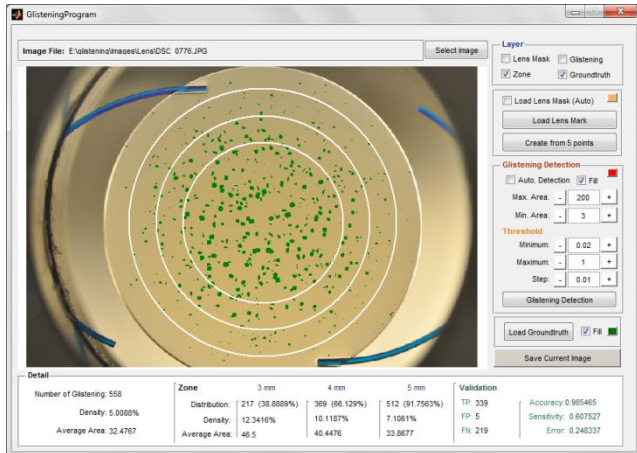 GlisteningProgram
Image File: E:\glistening\Images\Lens\DSC_0776.JPG
Select Image
Layer
Lens Mask Glistening
Zone Groundtruth
Load Lens Mask (Auto)
Load Lens Mark
Create from 5 points
Glistening Detection
Auto. Detection Fill
Max. Area: - 200 +
Min. Area: - 3 +
Threshold
Minimum: - 0.02 +
Maximum: - 1 +
Step: - 0.01 +
Glistening Detection
Load Groundtruth Fill
Save Current Image
Detail
Number of Glistening: 558
Density: 5.0088%
Average Area: 32.4767
Zone 3 mm 4 mm 5 mm
Distribution: 217 (38.8889%) 369 (66.129%) 512 (91.7563%)
Density: 12.3416% 10.1187% 7.1061%
Average Area: 46.5 40.4476 33.8677
Validation
TP: 339 Accuracy: 0.985465
FP: 5 Sensitivity: 0.607527
FN: 219 Error: 0.248337